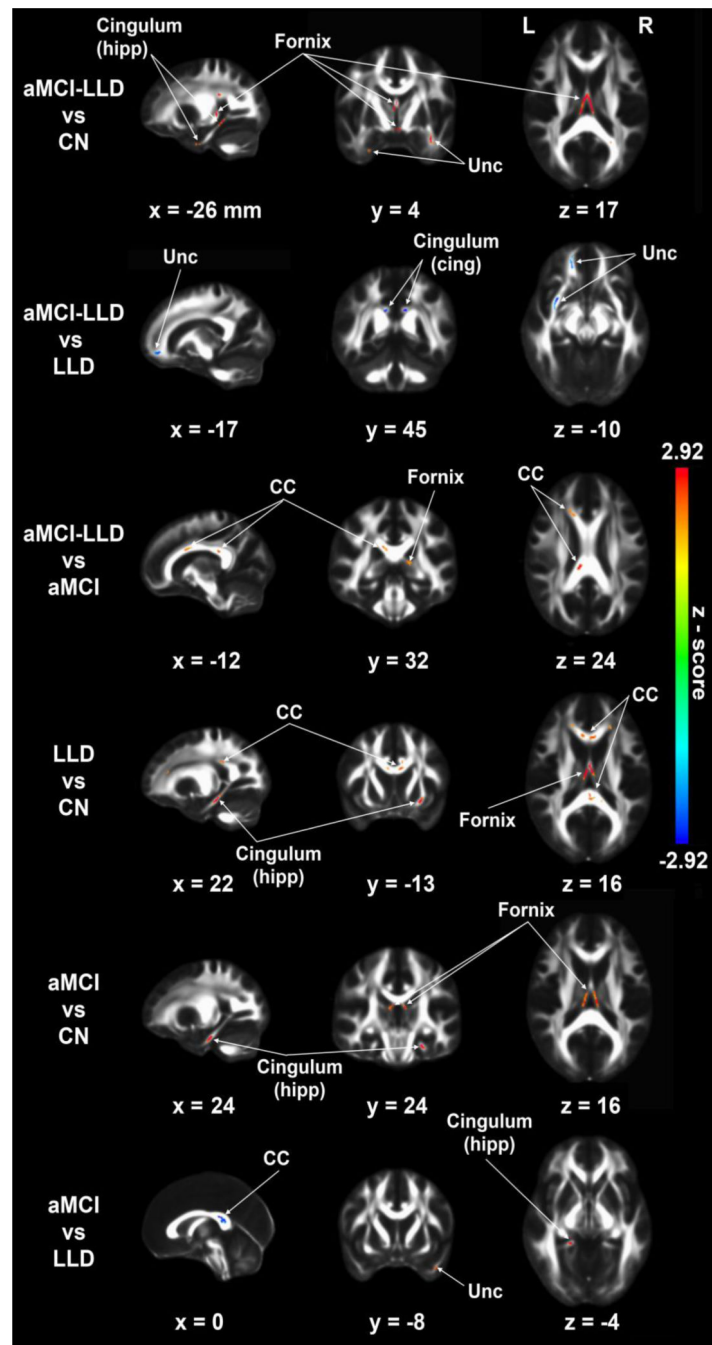 Cingulum
(hipp)
Fornix
L
R
aMCI-LLD
vs
CN
Unc
x = -26 mm
y = 4
z = 17
Unc
Cingulum
(cing)
Unc
aMCI-LLD
vs
LLD
x = -17
y = 45
z = -10
2.92
z - score
-2.92
CC
Fornix
CC
aMCI-LLD
vs
aMCI
x = -12
y = 32
z = 24
CC
CC
LLD
vs
CN
Fornix
Cingulum
(hipp)
x = 22
y = -13
z = 16
Fornix
aMCI
vs
CN
Cingulum
(hipp)
x = 24
y = 24
z = 16
Cingulum
(hipp)
CC
aMCI
vs
LLD
Unc
x = 0
y = -8
z = -4